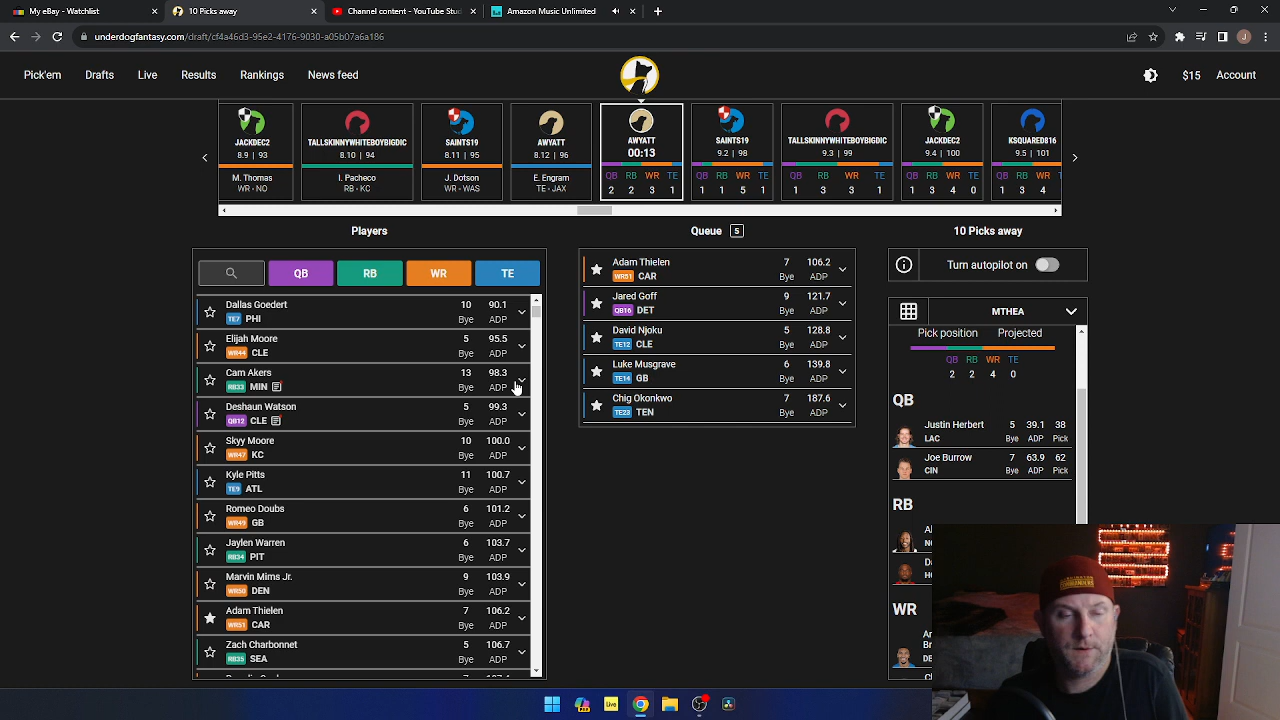 My eBay - Watchlist
10 Picks away
Channel content - YouTube Stud
Amazon Music Unlimited
underdogfantasy.com/draft/cf4a46d3-95e2-4176-9030-a05b07a6a186
J
Pick'em
Drafts
Live
Results
Rankings
News feed
$15
Account
JACKDEC2
8.9 | 93
M. Thomas
WR - NO
TALLSKINNYWHITEBOYBIGDIC
8.10 | 94
I. Pacheco
RB - KC
SAINTS19
8.11 | 95
J. Dotson
WR - WAS
AWYATT
8.12 | 96
E. Engram
TE - JAX
AWYATT
00:13
QB RB WR TE
2 2 3 1
SAINTS19
9.2 | 98
QB RB WR TE
1 1 5 1
TALLSKINNYWHITEBOYBIGDIC
9.3 | 99
QB RB WR TE
1 3 3 1
JACKDEC2
9.4 | 100
QB RB WR TE
1 3 4 0
KSQUARED816
9.5 | 101
QB RB WR TE
1 3 4
Players
QB
RB
WR
TE
Dallas Goedert 10 90.1
TE7 PHI Bye ADP
Elijah Moore 5 95.5
WR44 CLE Bye ADP
Cam Akers 13 98.3
RB33 MIN Bye ADP
Deshaun Watson 5 99.3
QB12 CLE Bye ADP
Skyy Moore 10 100.0
WR47 KC Bye ADP
Kyle Pitts 11 100.7
TE9 ATL Bye ADP
Romeo Doubs 6 101.2
WR49 GB Bye ADP
Jaylen Warren 6 103.7
RB34 PIT Bye ADP
Marvin Mims Jr. 9 103.9
WR50 DEN Bye ADP
Adam Thielen 7 106.2
WR51 CAR Bye ADP
Zach Charbonnet 5 106.7
RB35 SEA Bye ADP
Queue 5
Adam Thielen 7 106.2
WR51 CAR Bye ADP
Jared Goff 9 121.7
QB16 DET Bye ADP
David Njoku 5 128.8
TE12 CLE Bye ADP
Luke Musgrave 6 139.8
TE14 GB Bye ADP
Chig Okonkwo 7 187.6
TE23 TEN Bye ADP
10 Picks away
Turn autopilot on
MTHEA
Pick position Projected
QB RB WR TE
2 2 4 0
QB
Justin Herbert 5 39.1 38
LAC Bye ADP Pick
Joe Burrow 7 63.9 62
CIN Bye ADP Pick
RB
WR
Live